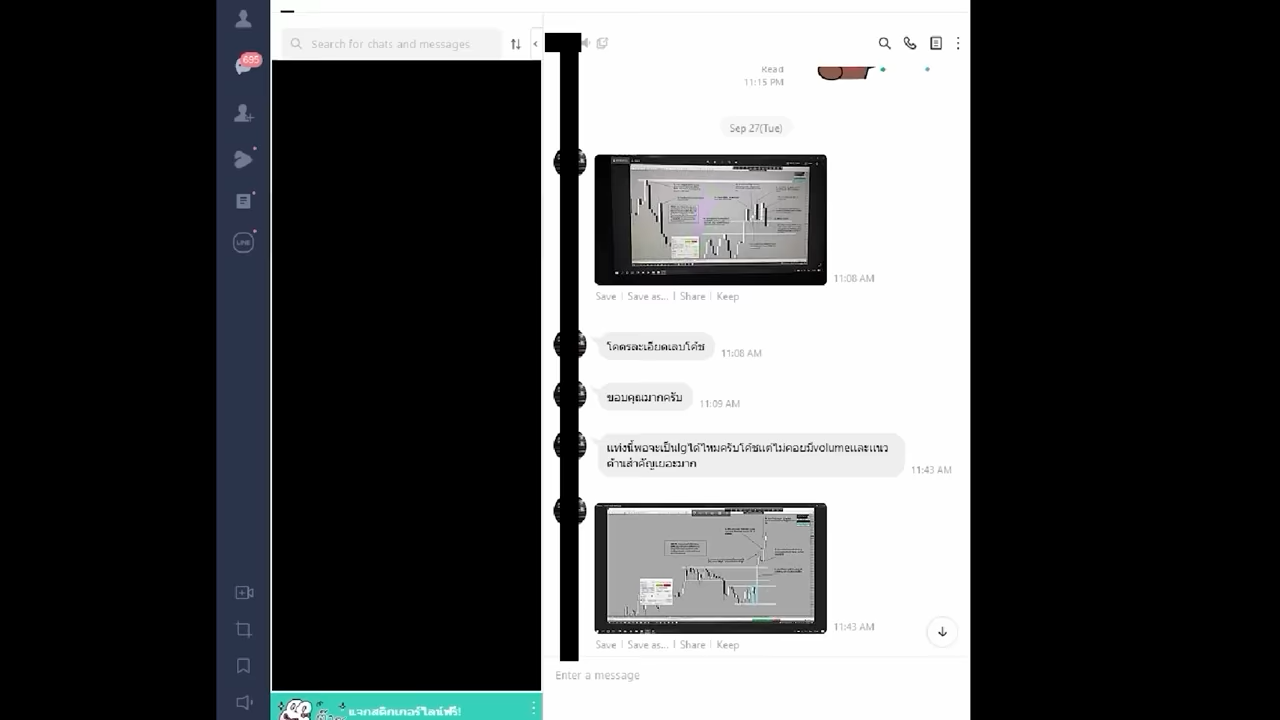 Search for chats and messages
685
Read
11:15 PM
Sep 27(Tue)
11:08 AM
Save | Save as... | Share | Keep
โคตรละเอียดเลยโค้ช
11:08 AM
ขอบคุณมากครับ
11:09 AM
แท่งนี้พอจะเป็นlgได้ไหมครับโค้ชแต่ไม่คอยมีvolumeและแนว
ต้านสำคัญเยอะมาก
11:43 AM
11:43 AM
Save | Save as... | Share | Keep
LINE
Enter a message
แจกสติกเกอร์ไลน์ฟรี!